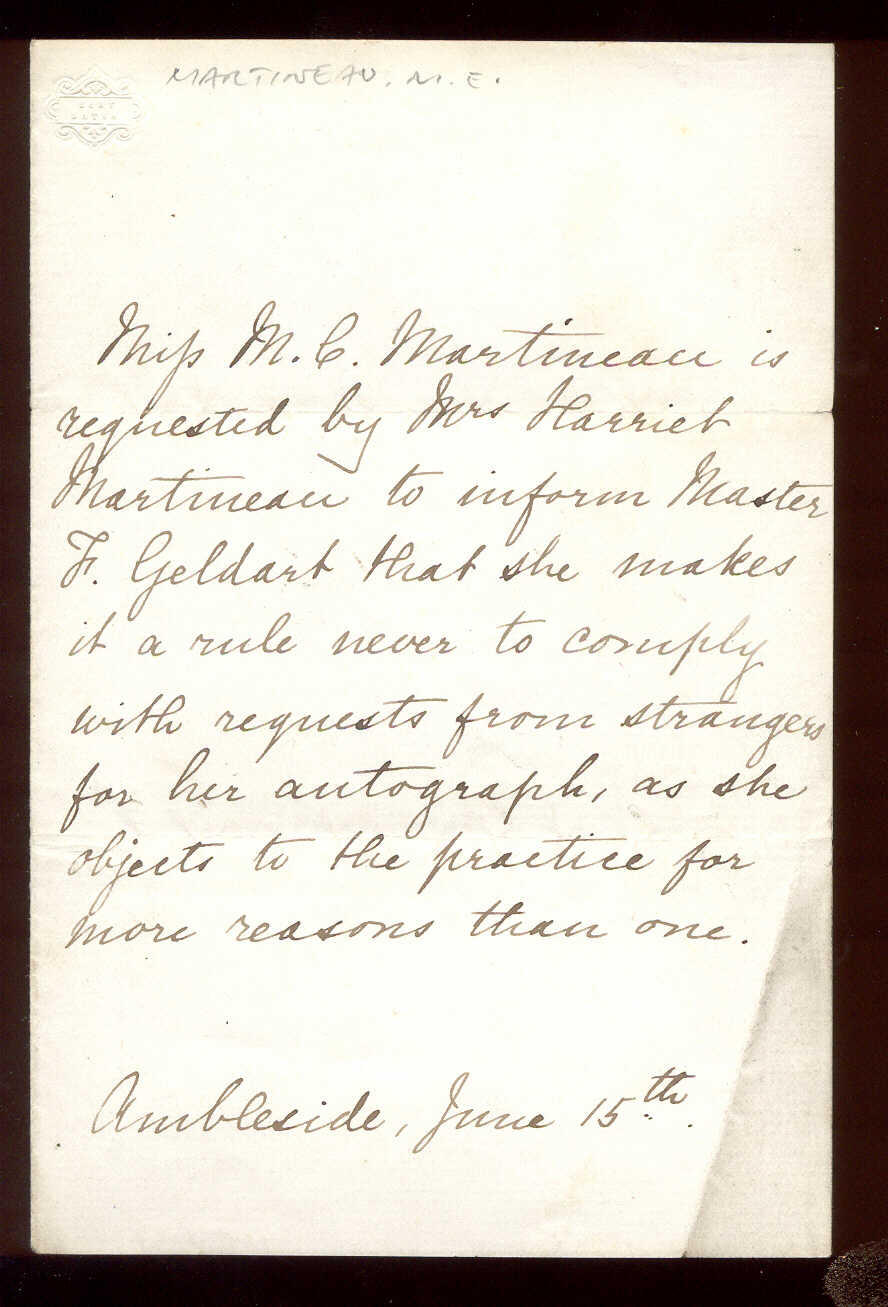 MARTINEAU. M. E.
Miss M. C. Martineau is
requested by Mrs Harriet
Martineau to inform Master
F. Geldart that she makes
it a rule never to comply
with requests from strangers
for her autograph, as she
objects to the practice for
more reasons than one.
Ambleside, June 15th.